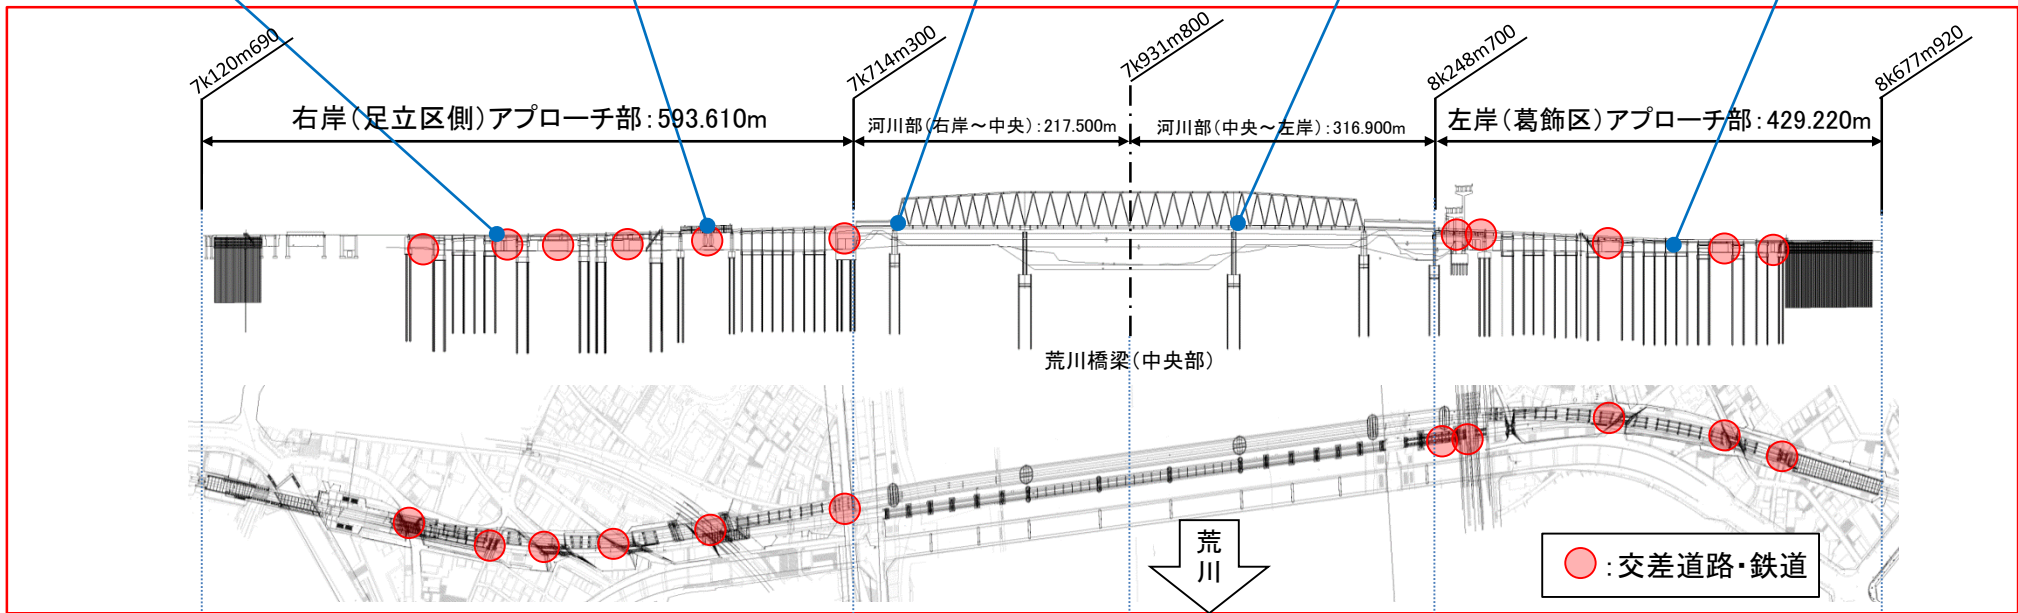 7k120m690
7k714m300
7k931m800
8k248m700
8k677m920
右岸(足立区側)アプローチ部:593.610m
河川部(右岸～中央):217.500m
河川部(中央～左岸):316.900m
左岸(葛飾区)アプローチ部:429.220m
荒川橋梁(中央部)
荒川
:交差道路・鉄道